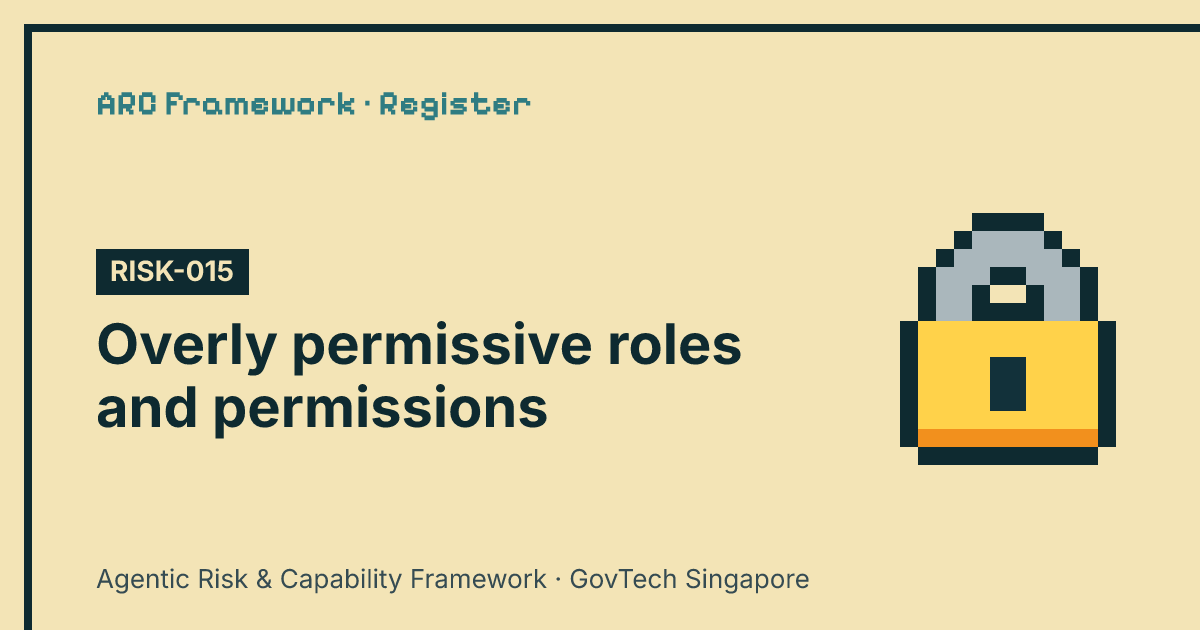 ARC Framework · Register
RISK-015
Overly permissive roles
and permissions
Agentic Risk & Capability Framework · GovTech Singapore